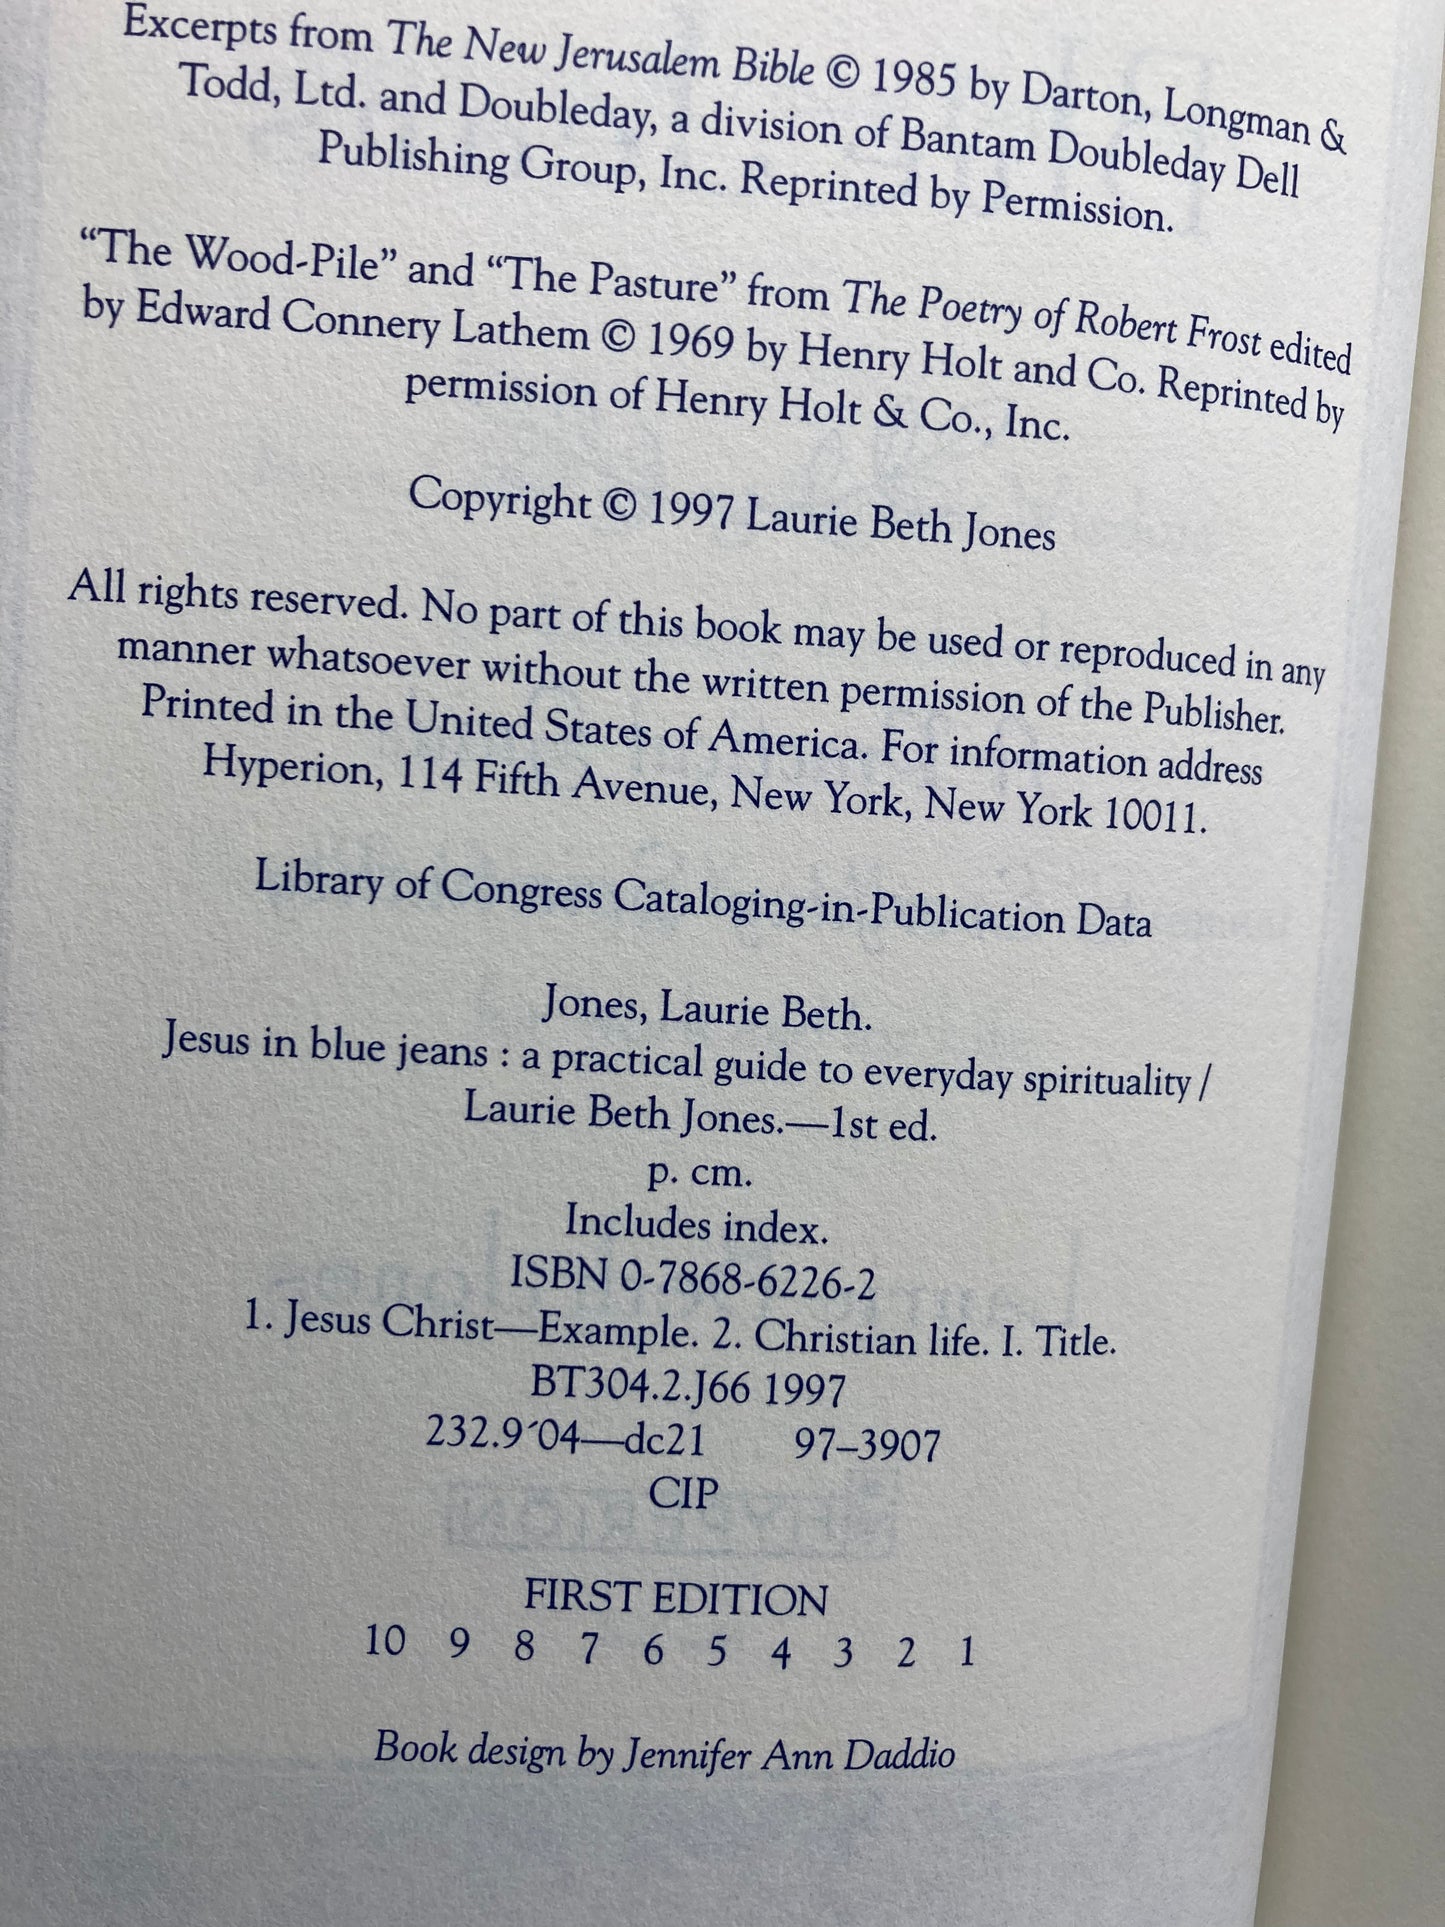 Excerpts from The New Jerusalem Bible © 1985 by Darton, Longman &
Todd, Ltd. and Doubleday, a division of Bantam Doubleday Dell
Publishing Group, Inc. Reprinted by Permission.
“The Wood-Pile” and “The Pasture” from The Poetry of Robert Frost edited
by Edward Connery Lathem © 1969 by Henry Holt and Co. Reprinted by
permission of Henry Holt & Co., Inc.
Copyright © 1997 Laurie Beth Jones
All rights reserved. No part of this book may be used or reproduced in any
manner whatsoever without the written permission of the Publisher.
Printed in the United States of America. For information address
Hyperion, 114 Fifth Avenue, New York, New York 10011.
Library of Congress Cataloging-in-Publication Data
Jones, Laurie Beth.
Jesus in blue jeans : a practical guide to everyday spirituality /
Laurie Beth Jones.—1st ed.
p. cm.
Includes index.
ISBN 0-7868-6226-2
1. Jesus Christ—Example. 2. Christian life. I. Title.
BT304.2.J66 1997
232.9´04—dc21 97–3907
CIP
FIRST EDITION
10 9 8 7 6 5 4 3 2 1
Book design by Jennifer Ann Daddio